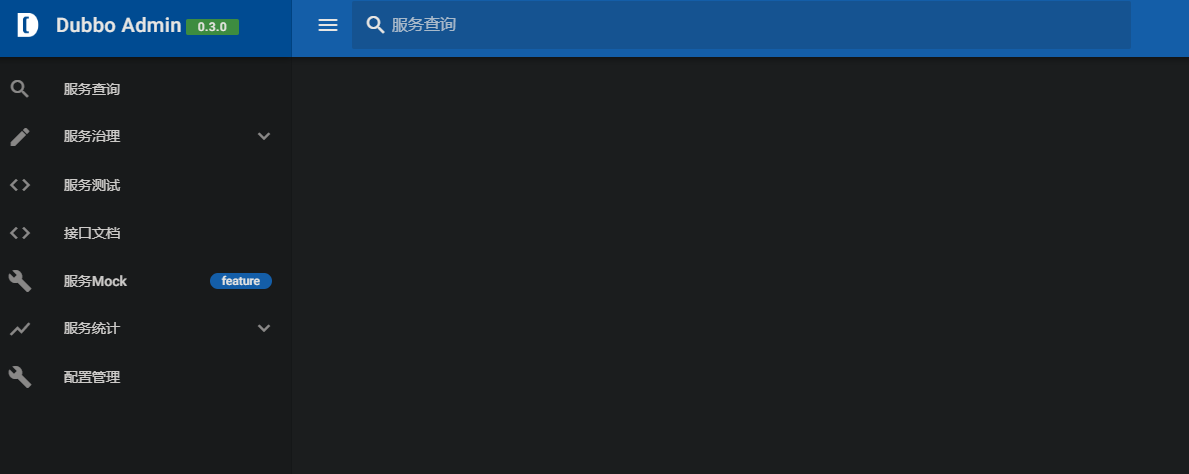 Dubbo Admin 0.3.0
服务查询
服务查询
服务治理
服务测试
接口文档
服务Mock feature
服务统计
配置管理